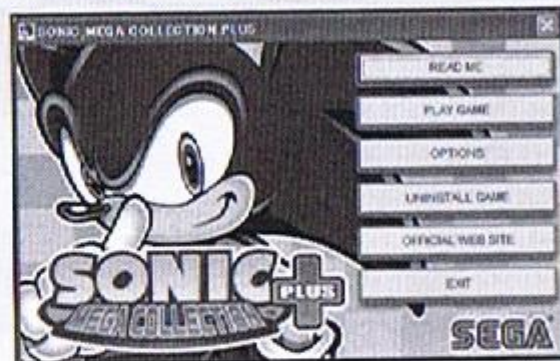 SONIC MEGA COLLECTION PLUS
READ ME
PLAY GAME
OPTIONS
UNINSTALL GAME
OFFICIAL WEB SITE
EXIT
SONIC
MEGA COLLECTION
PLUS
SEGA